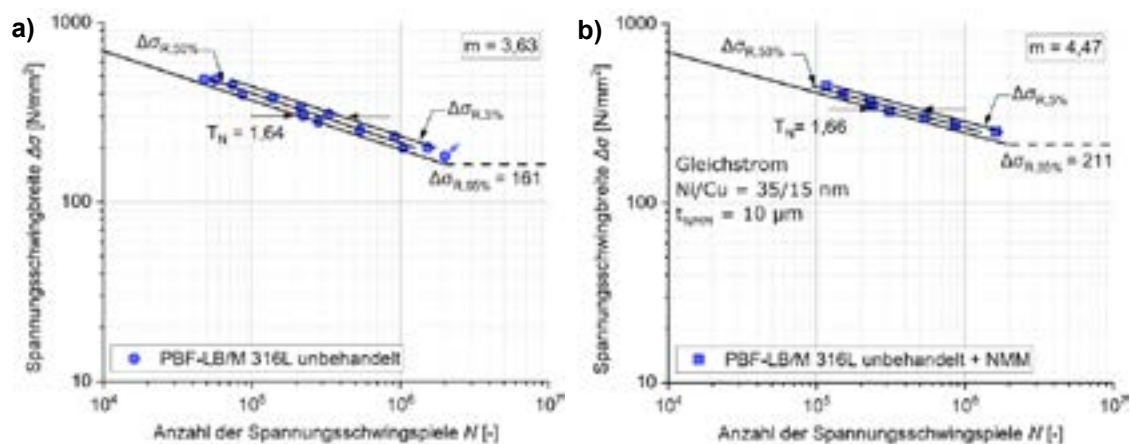 a)
1000
100
10
Spannungsschwingbreite Δσ [N/mm²]
m = 3,63
Δσ_R,50%
Δσ_R,5%
T_N = 1,64
Δσ_R,95% = 161
PBF-LB/M 316L unbehandelt
10⁴
10⁵
10⁶
10⁷
Anzahl der Spannungsschwingspiele N [-]
b)
1000
100
10
Spannungsschwingbreite Δσ [N/mm²]
m = 4,47
Δσ_R,50%
Δσ_R,5%
T_N = 1,66
Δσ_R,95% = 211
Gleichstrom
Ni/Cu = 35/15 nm
t_NMM = 10 µm
PBF-LB/M 316L unbehandelt + NMM
10⁴
10⁵
10⁶
10⁷
Anzahl der Spannungsschwingspiele N [-]